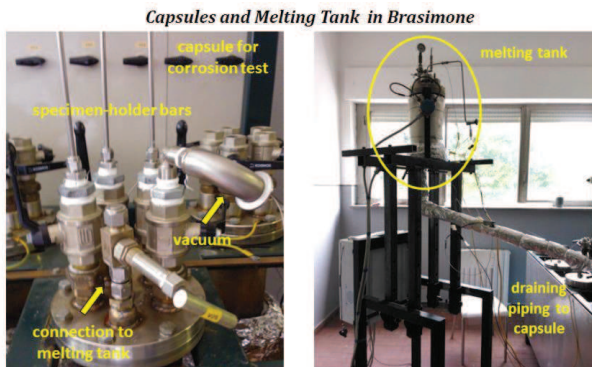 Capsules and Melting Tank in Brasimone
capsule for
corrosion test
specimen-holder bars
vacuum
connection to
melting tank
melting tank
draining piping to
capsule